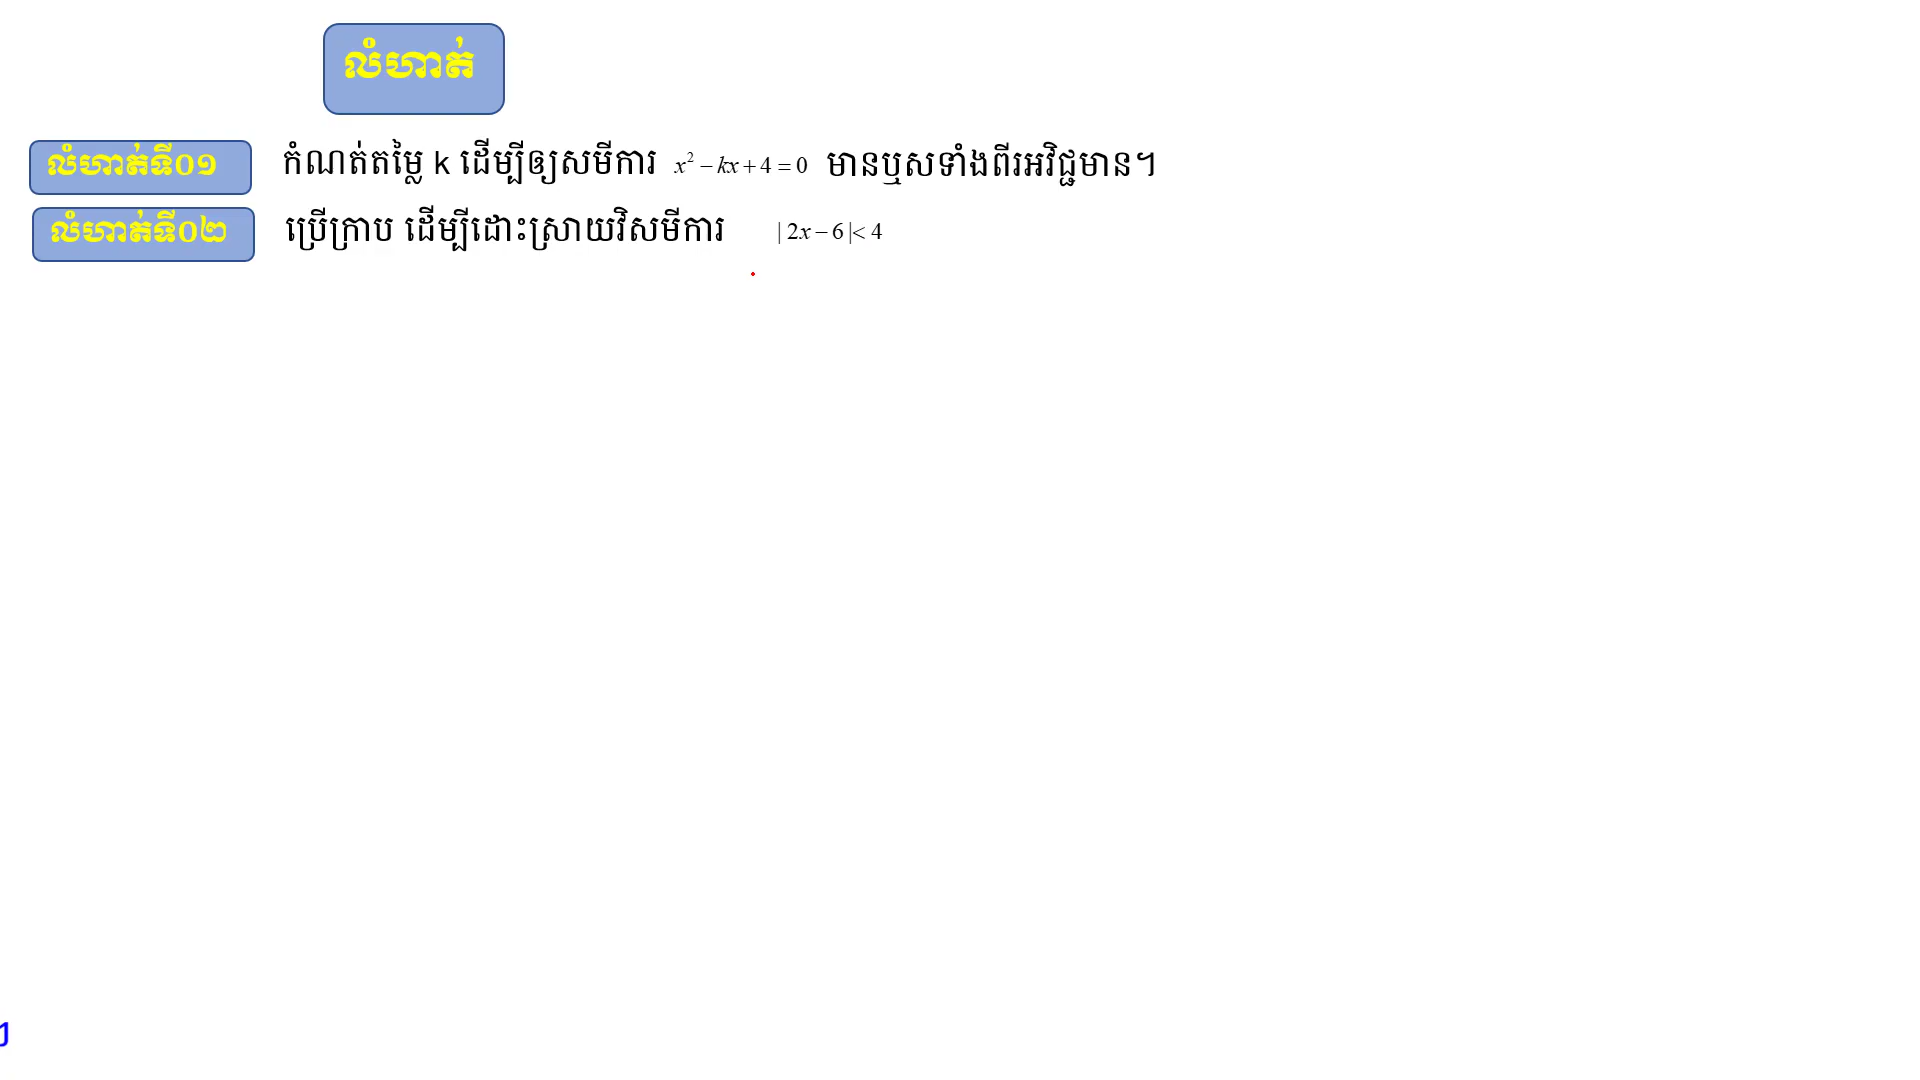 លំហាត់
លំហាត់ទី០១ កំណត់តម្លៃ k ដើម្បីឲ្យសមីការ x² − kx + 4 = 0 មានឬសទាំងពីរអវិជ្ជមាន។
លំហាត់ទី០២ ប្រើក្រាប ដើម្បីដោះស្រាយវិសមីការ | 2x − 6 |< 4